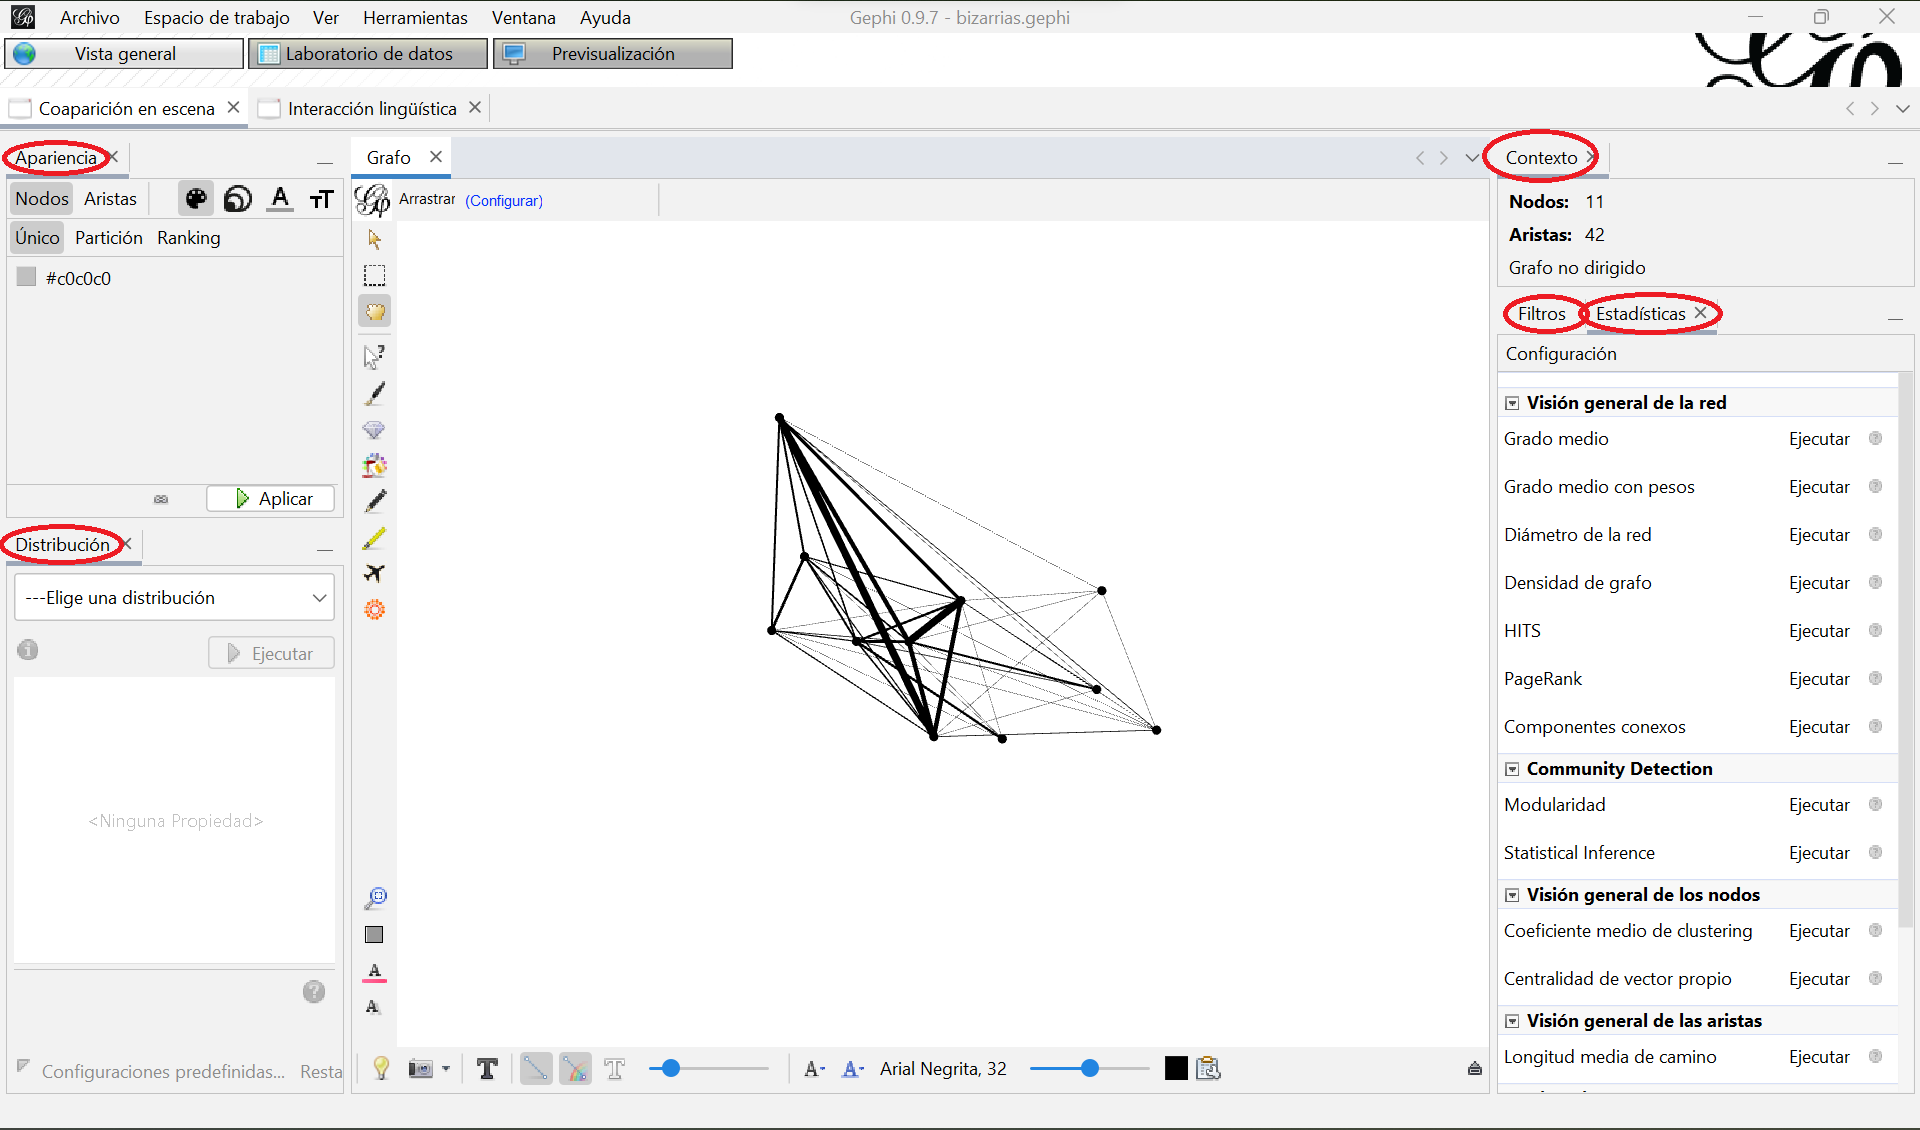 Archivo Espacio de trabajo Ver Herramientas Ventana Ayuda Gephi 0.9.7 - bizarrias.gephi
Vista general Laboratorio de datos Previsualización
Coaparición en escena Interacción lingüística
Apariencia
Nodos Aristas A TT
Único Partición Ranking
#c0c0c0
Aplicar
Distribución
---Elige una distribución
Ejecutar
<Ninguna Propiedad>
Configuraciones predefinidas... Resta
Grafo
Arrastrar (Configurar)
Arial Negrita, 32
Contexto
Nodos: 11
Aristas: 42
Grafo no dirigido
Filtros Estadísticas
Configuración
Visión general de la red
Grado medio Ejecutar
Grado medio con pesos Ejecutar
Diámetro de la red Ejecutar
Densidad de grafo Ejecutar
HITS Ejecutar
PageRank Ejecutar
Componentes conexos Ejecutar
Community Detection
Modularidad Ejecutar
Statistical Inference Ejecutar
Visión general de los nodos
Coeficiente medio de clustering Ejecutar
Centralidad de vector propio Ejecutar
Visión general de las aristas
Longitud media de camino Ejecutar